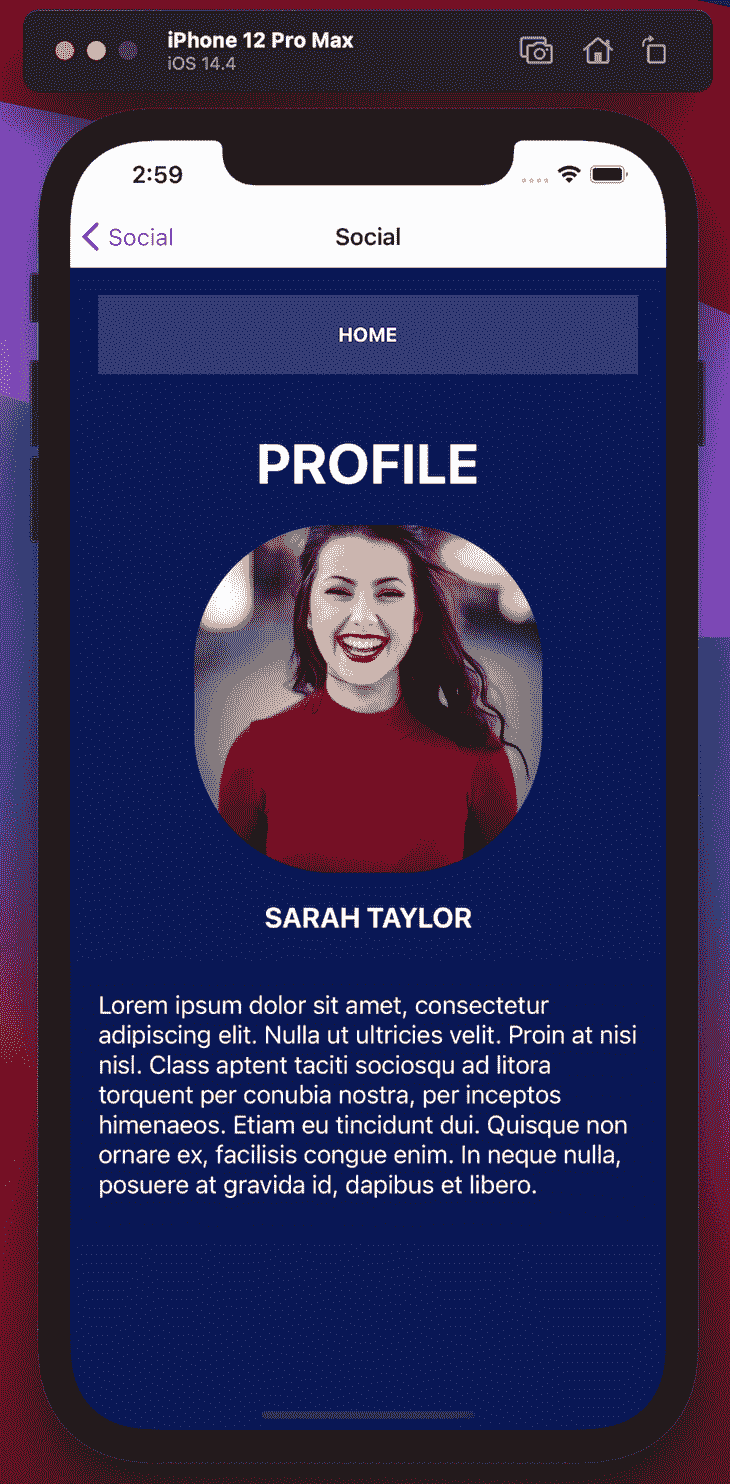 iPhone 12 Pro Max
iOS 14.4
2:59
Social
Social
HOME
PROFILE
SARAH TAYLOR
Lorem ipsum dolor sit amet, consectetur
adipiscing elit. Nulla ut ultricies velit. Proin at nisi
nisl. Class aptent taciti sociosqu ad litora
torquent per conubia nostra, per inceptos
himenaeos. Etiam eu tincidunt dui. Quisque non
ornare ex, facilisis congue enim. In neque nulla,
posuere at gravida id, dapibus et libero.